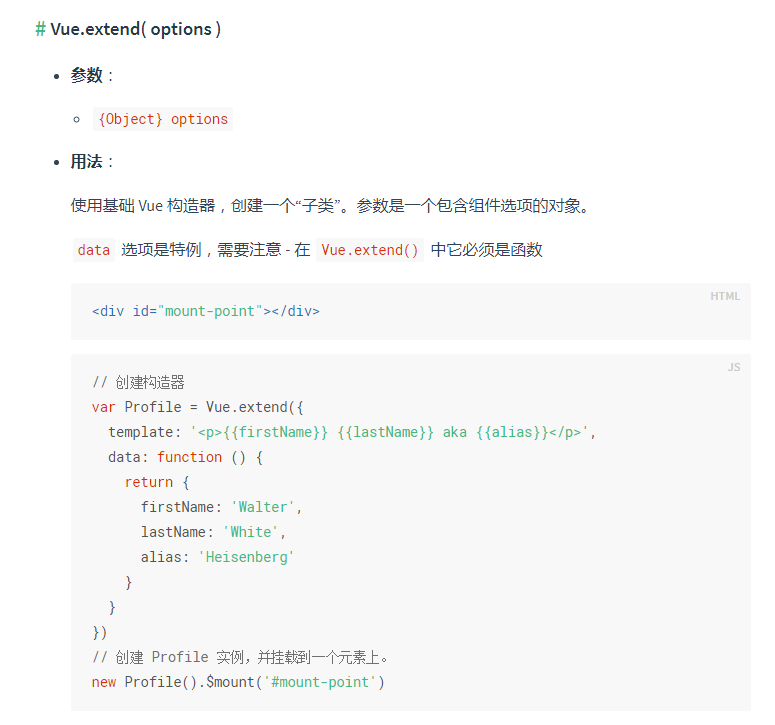 # Vue.extend( options )
参数：
{Object} options
用法：
使用基础 Vue 构造器，创建一个“子类”。参数是一个包含组件选项的对象。
data 选项是特例，需要注意 - 在 Vue.extend() 中它必须是函数
HTML
<div id="mount-point"></div>
JS
// 创建构造器
var Profile = Vue.extend({
  template: '<p>{{firstName}} {{lastName}} aka {{alias}}</p>',
  data: function () {
    return {
      firstName: 'Walter',
      lastName: 'White',
      alias: 'Heisenberg'
    }
  }
})
// 创建 Profile 实例，并挂载到一个元素上。
new Profile().$mount('#mount-point')